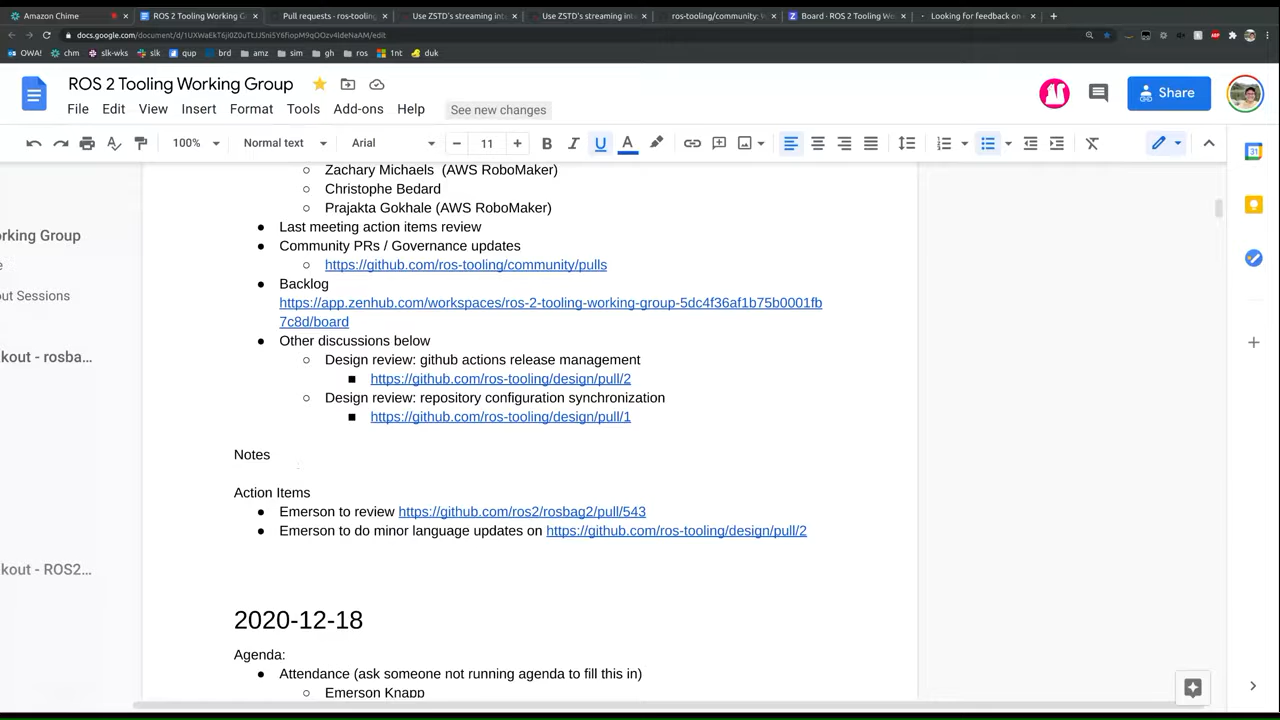 Amazon Chime
ROS 2 Tooling Working G
Pull requests · ros-tooling
Use ZSTD's streaming int
Use ZSTD's streaming int
ros-tooling/community: W
Board · ROS 2 Tooling Wo
Looking for feedback on
docs.google.com/document/d/
/edit
OWA!
chm
slk-wks
slk
qup
brd
amz
sim
gh
ros
1nt
duk
ROS 2 Tooling Working Group
File Edit View Insert Format Tools Add-ons Help
See new changes
Share
100%
Normal text
Arial
11
Zachary Michaels (AWS RoboMaker)
Christophe Bedard
Prajakta Gokhale (AWS RoboMaker)
Last meeting action items review
Community PRs / Governance updates
https://github.com/ros-tooling/community/pulls
Backlog
https://app.zenhub.com/workspaces/ros-2-tooling-working-group-5dc4f36af1b75b0001fb
7c8d/board
Other discussions below
Design review: github actions release management
https://github.com/ros-tooling/design/pull/2
Design review: repository configuration synchronization
https://github.com/ros-tooling/design/pull/1
Notes
Action Items
Emerson to review https://github.com/ros2/rosbag2/pull/543
Emerson to do minor language updates on https://github.com/ros-tooling/design/pull/2
2020-12-18
Agenda:
Attendance (ask someone not running agenda to fill this in)
Emerson Knapp
orking Group
e
out Sessions
kout - rosba...
kout - ROS2...
31